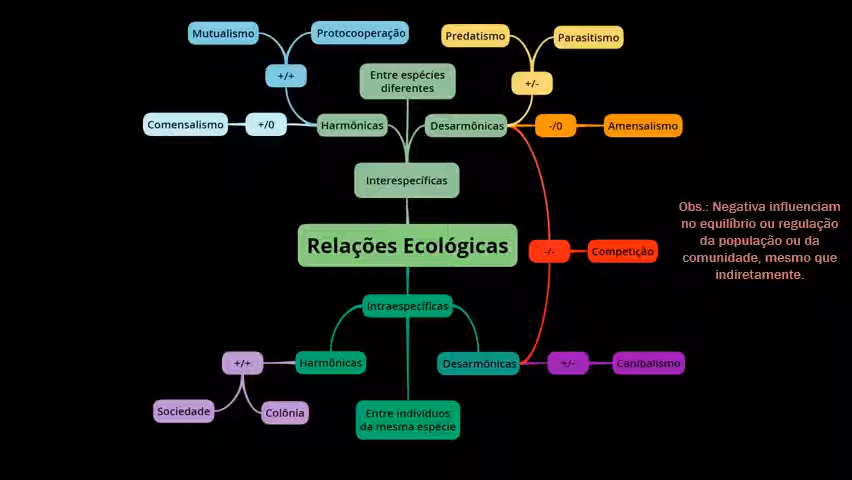 Mutualismo
Protocooperação
Predatismo
Parasitismo
+/+
Entre espécies
diferentes
+/-
Comensalismo
+/0
Harmônicas
Desarmônicas
-/0
Amensalismo
Interespecíficas
Obs.: Negativa influenciam
no equilíbrio ou regulação
da população ou da
comunidade, mesmo que
indiretamente.
Relações Ecológicas
-/-
Competição
Intraespecíficas
+/+
Harmônicas
Desarmônicas
+/-
Canibalismo
Sociedade
Colônia
Entre indivíduos
da mesma espécie